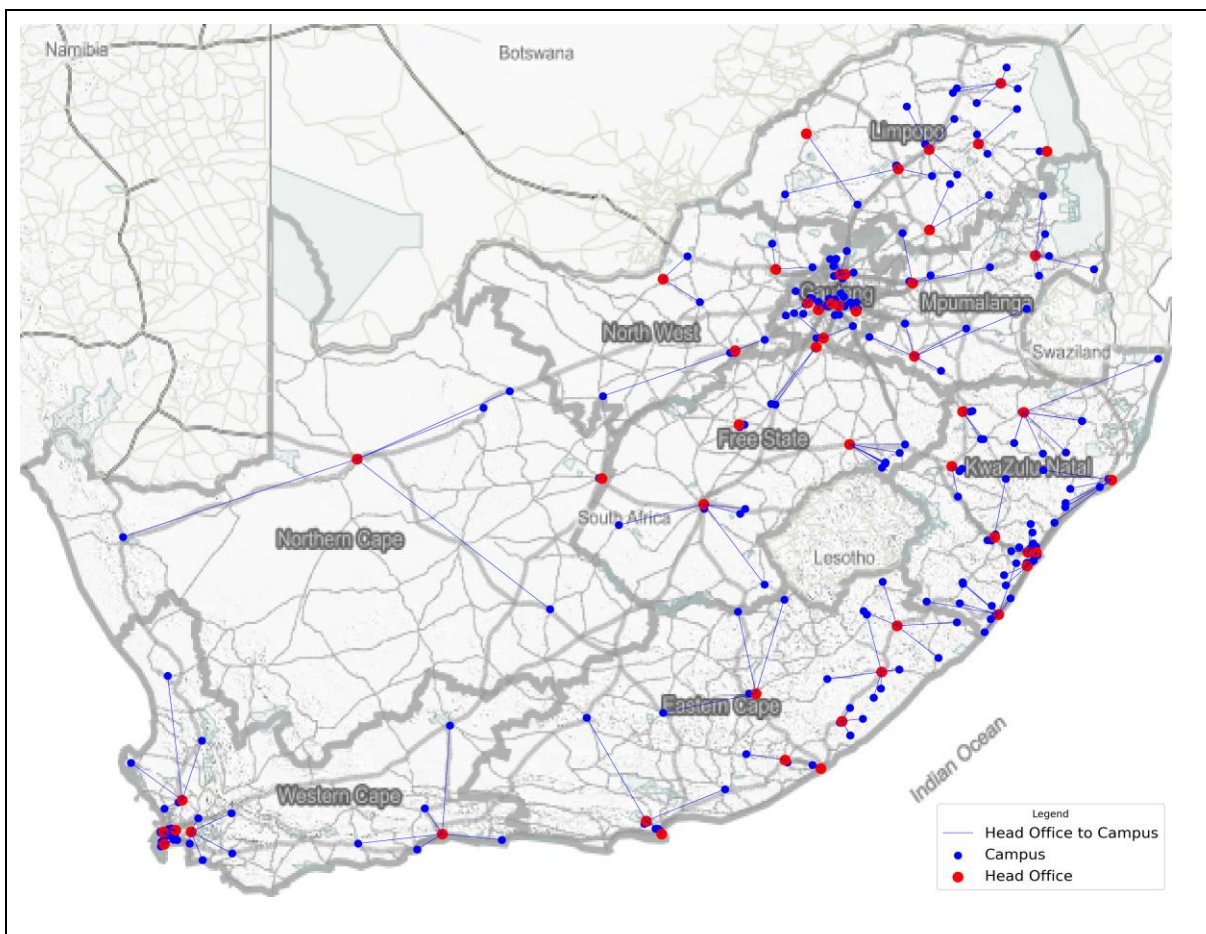 Namibia
Botswana
Limpopo
Gauteng
Mpumalanga
North West
Swaziland
Free State
KwaZulu Natal
South Africa
Northern Cape
Lesotho
Eastern Cape
Indian Ocean
Western Cape
Legend
Head Office to Campus
Campus
Head Office